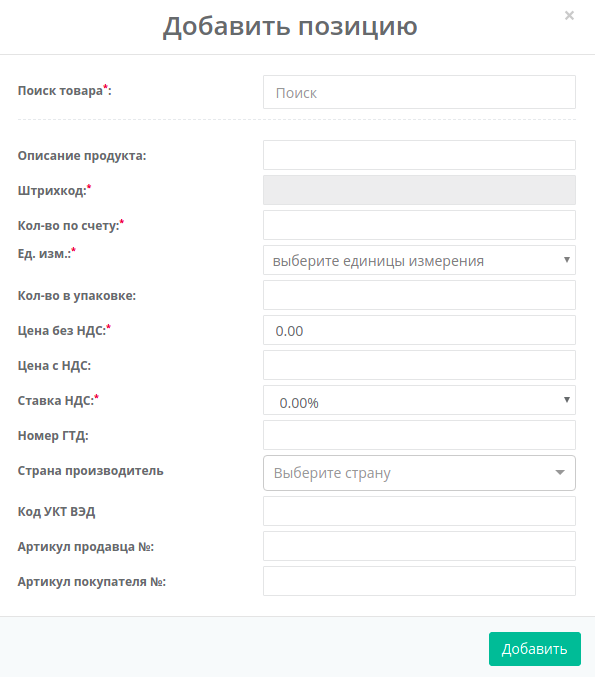 Добавить позицию
×
Поиск товара*: Поиск
Описание продукта:
Штрихкод:*
Кол-во по счету:*
Ед. изм.:* выберите единицы измерения
Кол-во в упаковке:
Цена без НДС:* 0.00
Цена с НДС:
Ставка НДС:* 0.00%
Номер ГТД:
Страна производитель Выберите страну
Код УКТ ВЭД
Артикул продавца №:
Артикул покупателя №:
Добавить